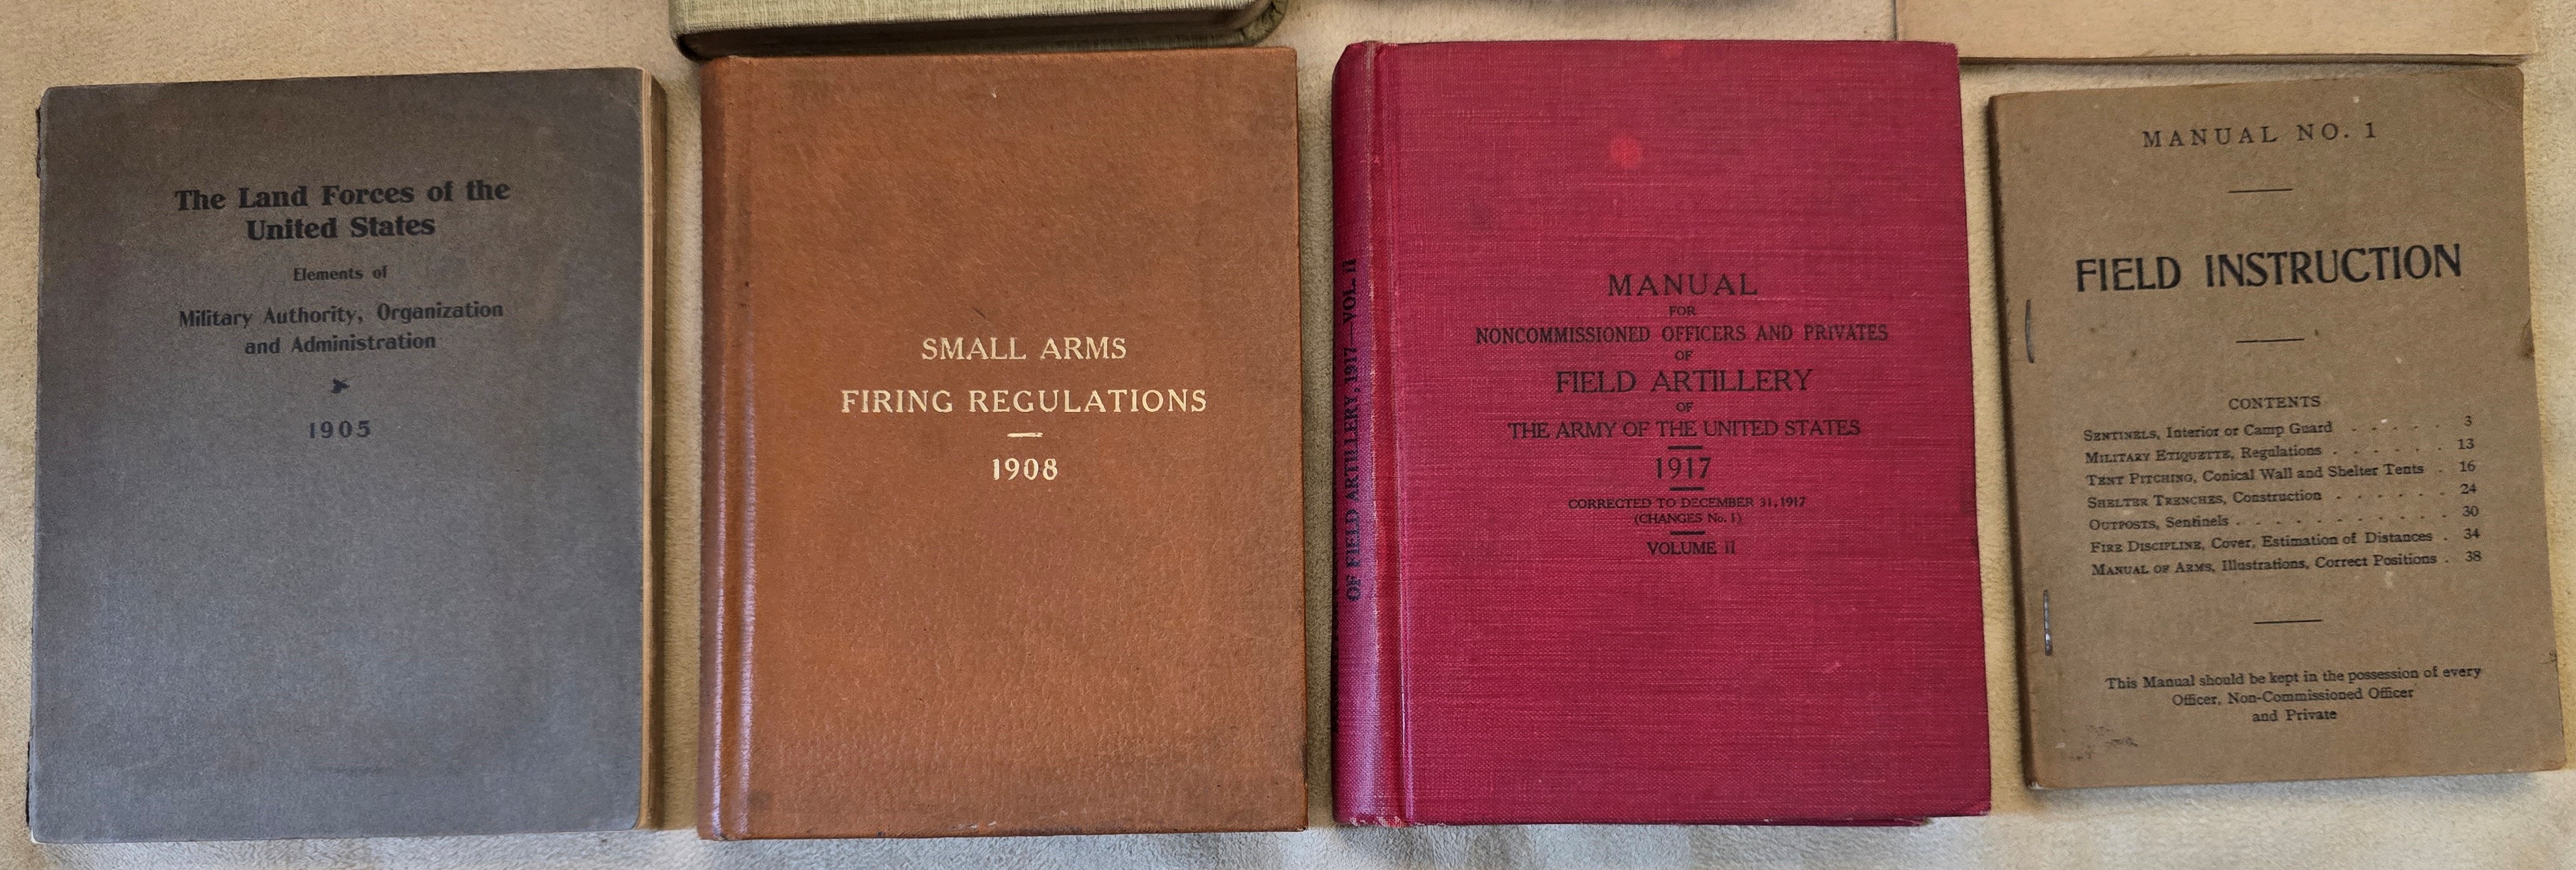 The Land Forces of the
United States
Elements of
Military Authority, Organization
and Administration
1905
SMALL ARMS
FIRING REGULATIONS
1908
OF FIELD ARTILLERY, 1917—VOL. II
MANUAL
FOR
NONCOMMISSIONED OFFICERS AND PRIVATES
OF
FIELD ARTILLERY
OF
THE ARMY OF THE UNITED STATES
1917
CORRECTED TO DECEMBER 31, 1917
(CHANGES No. 1)
VOLUME II
MANUAL NO. 1
FIELD INSTRUCTION
CONTENTS
SENTINELS, Interior or Camp Guard . . . . . 3
MILITARY ETIQUETTE, Regulations . . . . . . 13
TENT PITCHING, Conical Wall and Shelter Tents . 16
SHELTER TRENCHES, Construction . . . . . . 24
OUTPOSTS, Sentinels . . . . . . . . . . . 30
FIRE DISCIPLINE, Cover, Estimation of Distances . 34
MANUAL OF ARMS, Illustrations, Correct Positions . 38
This Manual should be kept in the possession of every
Officer, Non-Commissioned Officer
and Private